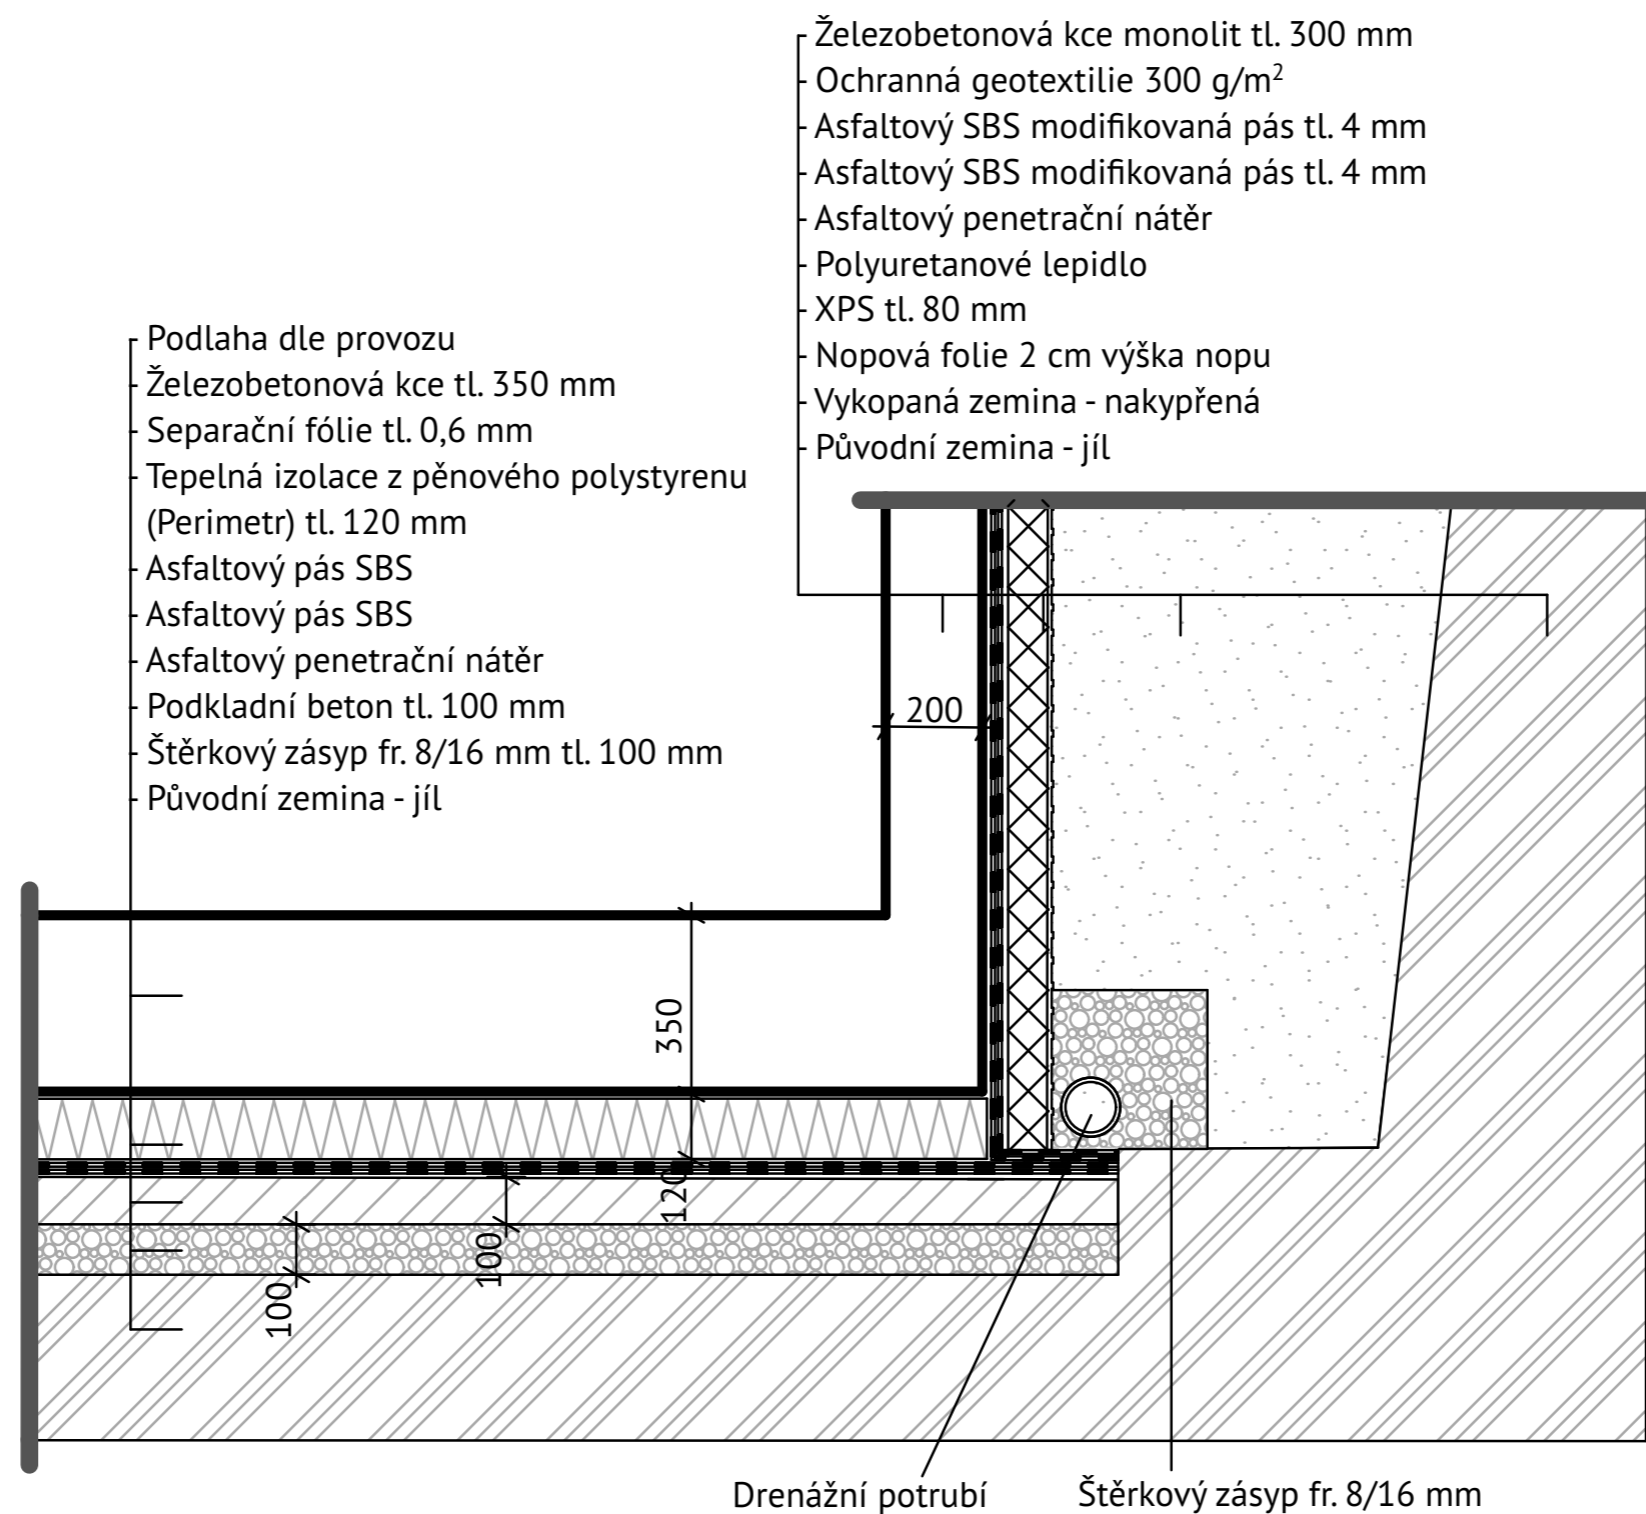 Železobetonová kce monolit tl. 300 mm
Ochranná geotextilie 300 g/m²
Asfaltový SBS modifikovaná pás tl. 4 mm
Asfaltový SBS modifikovaná pás tl. 4 mm
Asfaltový penetrační nátěr
Polyuretanové lepidlo
XPS tl. 80 mm
Nopová folie 2 cm výška nopu
Vykopaná zemina - nakypřená
Původní zemina - jíl
Podlaha dle provozu
Železobetonová kce tl. 350 mm
Separační fólie tl. 0,6 mm
Tepelná izolace z pěnového polystyrenu
(Perimetr) tl. 120 mm
Asfaltový pás SBS
Asfaltový pás SBS
Asfaltový penetrační nátěr
Podkladní beton tl. 100 mm
Štěrkový zásyp fr. 8/16 mm tl. 100 mm
Původní zemina - jíl
200
350
120
100
100
Drenážní potrubí
Štěrkový zásyp fr. 8/16 mm